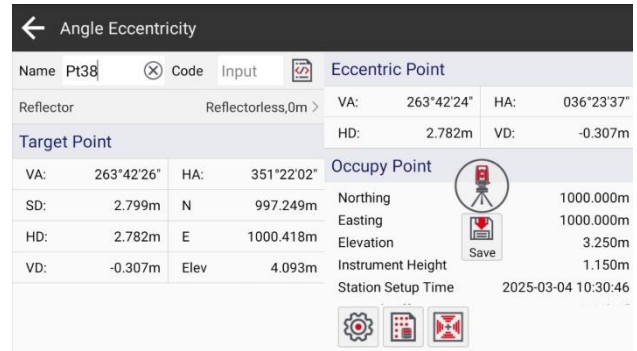 Angle Eccentricity
Name Pt38 Code Input
Reflector Reflectorless,0m >
Target Point
VA: 263°42'26" HA: 351°22'02"
SD: 2.799m N 997.249m
HD: 2.782m E 1000.418m
VD: -0.307m Elev 4.093m
Eccentric Point
VA: 263°42'24" HA: 036°23'37"
HD: 2.782m VD: -0.307m
Occupy Point
Northing 1000.000m
Easting 1000.000m
Elevation 3.250m
Save
Instrument Height 1.150m
Station Setup Time 2025-03-04 10:30:46